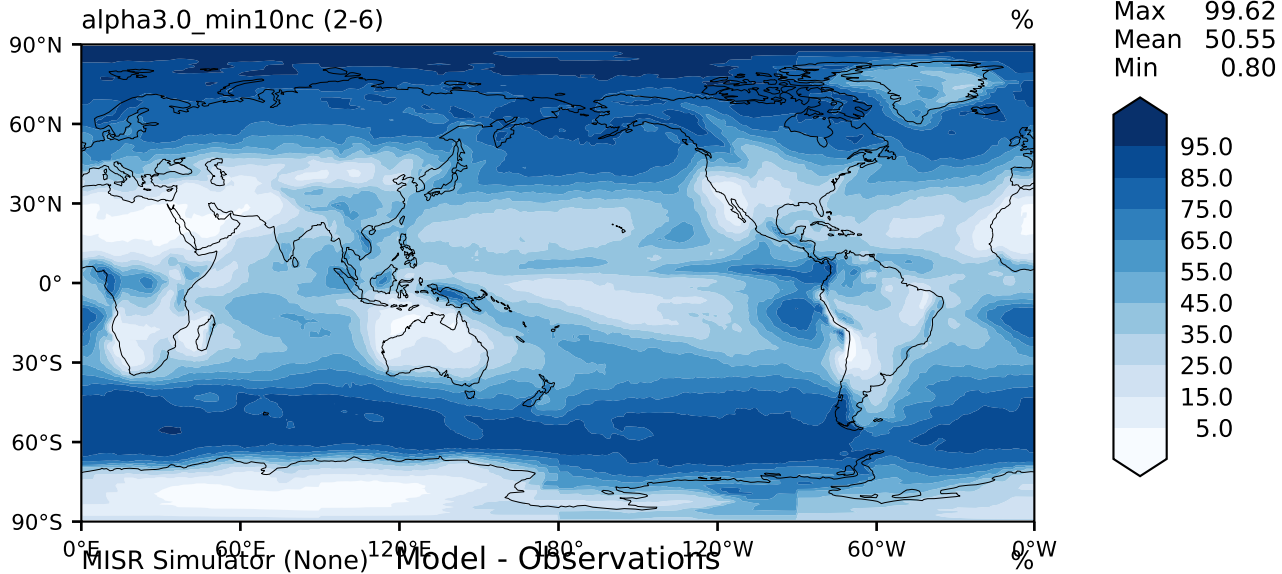 alpha3.0_min10nc (2-6) %
Max 99.62
Mean 50.55
Min 0.80
90°N
60°N
30°N
0°
30°S
60°S
90°S
0°E 60°E 120°E 180° 120°W 60°W 0°W
95.0
85.0
75.0
65.0
55.0
45.0
35.0
25.0
15.0
5.0
MISR Simulator (None) Model - Observations %